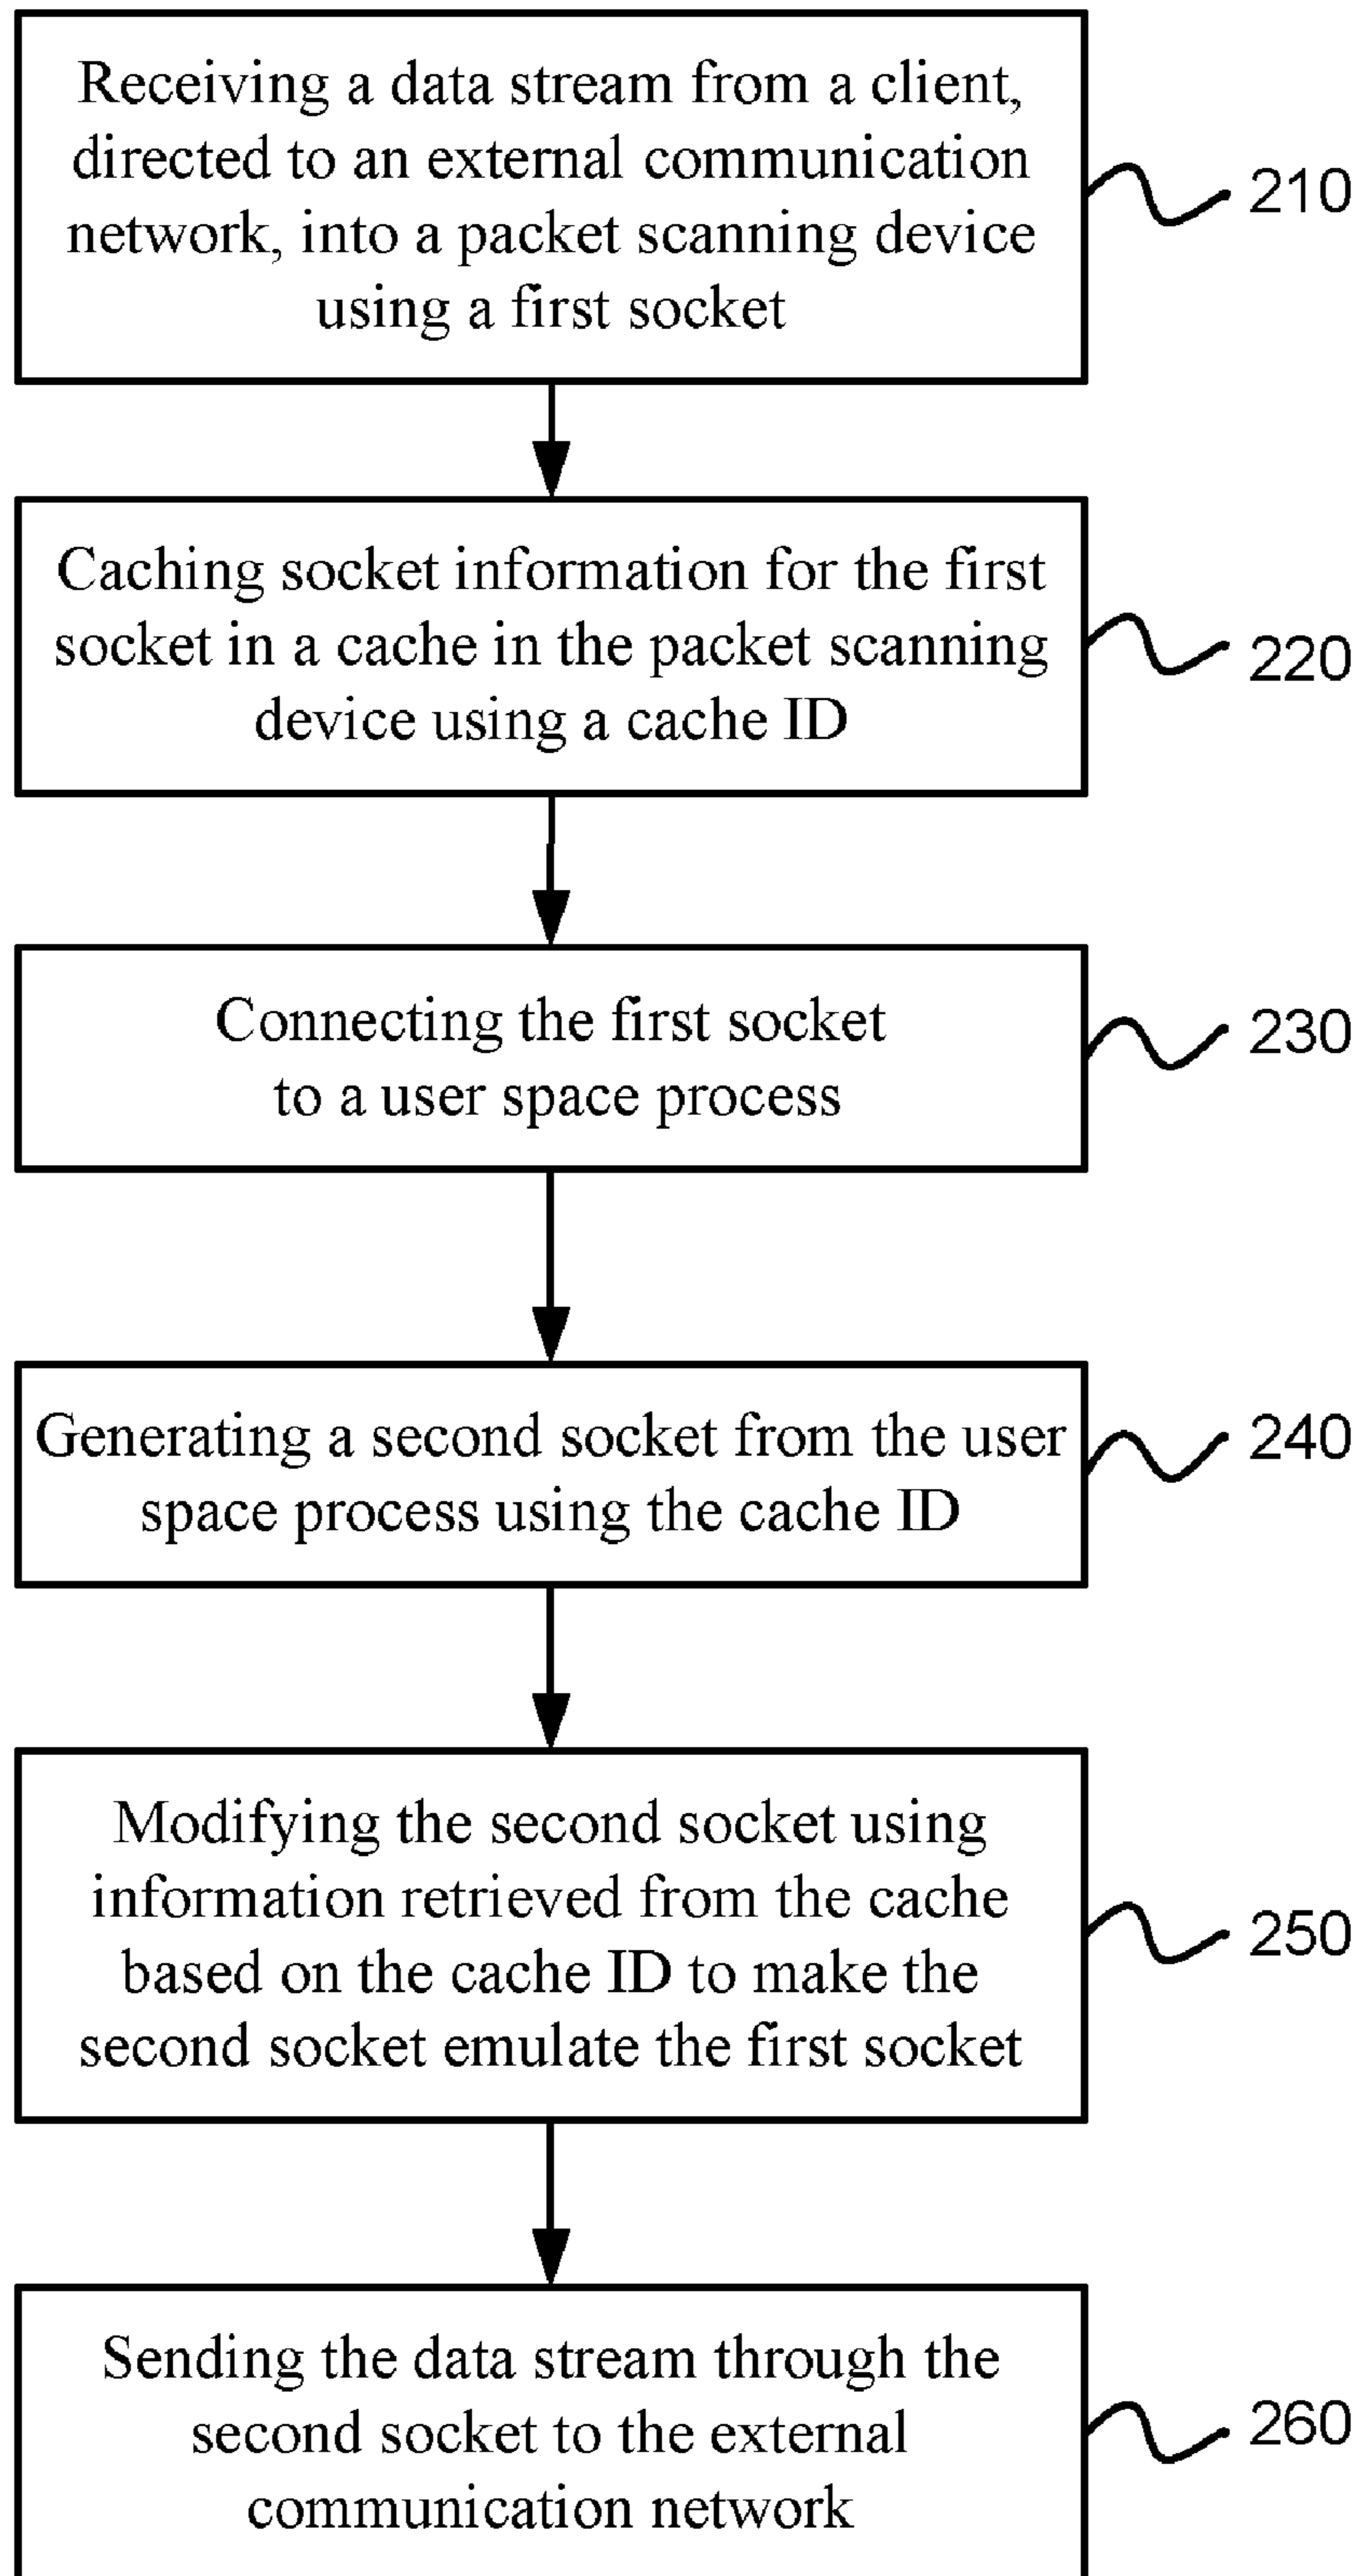 Receiving a data stream from a client,
directed to an external communication
network, into a packet scanning device
using a first socket
210
Caching socket information for the first
socket in a cache in the packet scanning
device using a cache ID
220
Connecting the first socket
to a user space process
230
Generating a second socket from the user
space process using the cache ID
240
Modifying the second socket using
information retrieved from the cache
based on the cache ID to make the
second socket emulate the first socket
250
Sending the data stream through the
second socket to the external
communication network
260